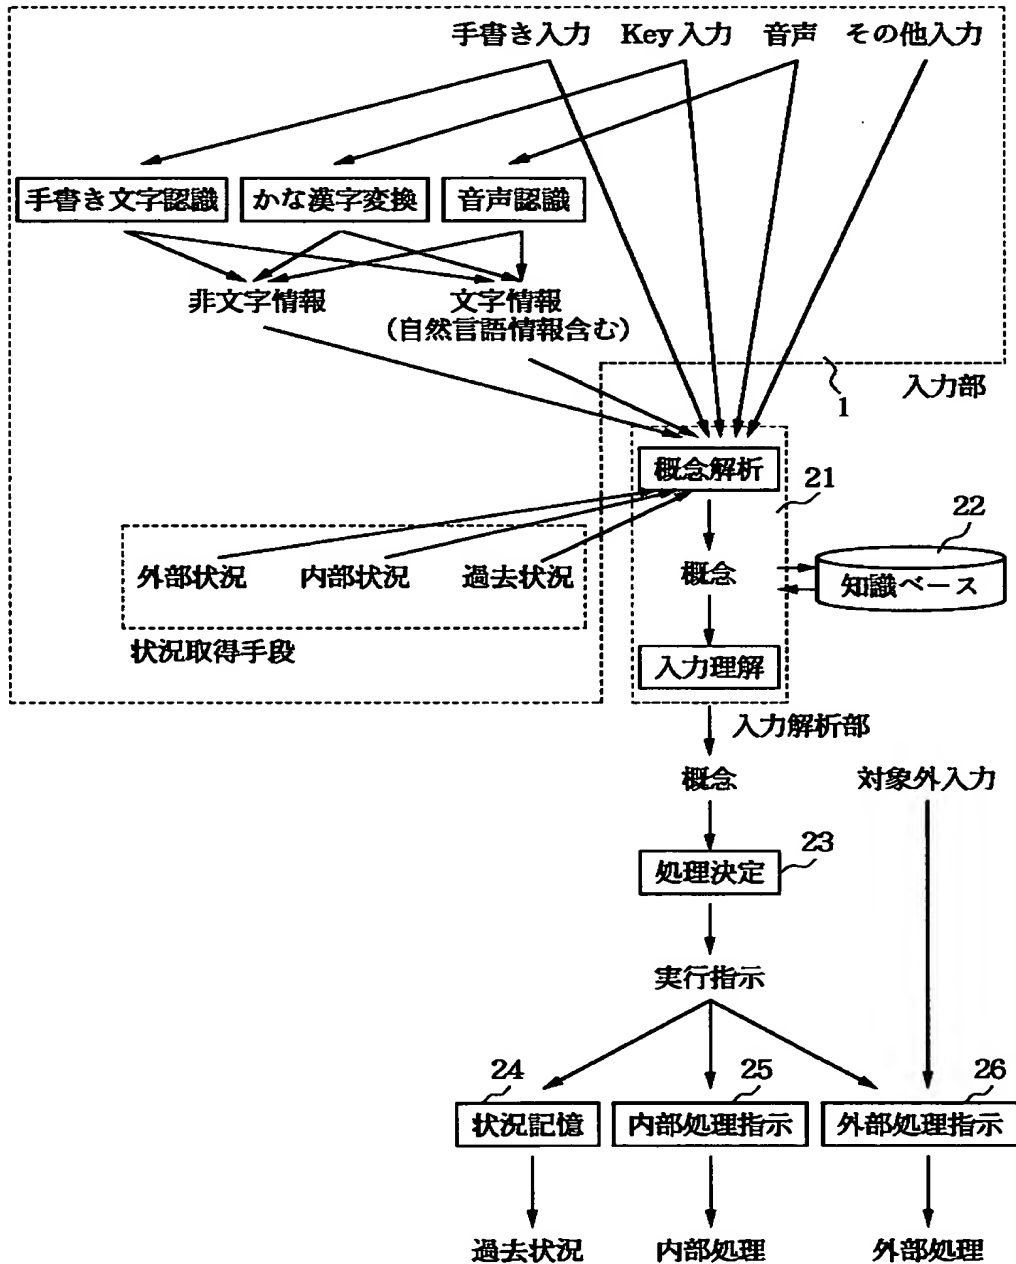 手書き入力 Key入力 音声 その他入力
手書き文字認識 かな漢字変換 音声認識
非文字情報 文字情報
（自然言語情報含む）
1 入力部
概念解析 21
22
外部状況 内部状況 過去状況 概念 知識ベース
状況取得手段 入力理解
入力解析部
概念 対象外入力
23
処理決定
実行指示
24 25 26
状況記憶 内部処理指示 外部処理指示
過去状況 内部処理 外部処理